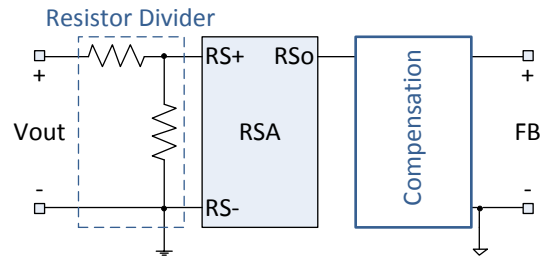 Resistor Divider
+
RS+
RSo
+
Vout
RSA
Compensation
FB
-
RS-
-